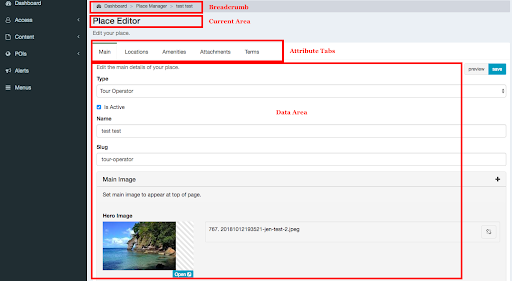 Dashboard
Access
Content
POIs
Alerts
Menus
Dashboard > Place Manager > test test
Breadcrumb
Place Editor
Current Area
Edit your place.
Main Locations Amenities Attachments Terms
Attribute Tabs
Edit the main details of your place.
preview save
Type
Tour Operator
Is Active
Data Area
Name
test test
Slug
tour-operator
Main Image
Set main image to appear at top of page.
Hero Image
767. 20181012193521-jen-test-2.jpeg
Open